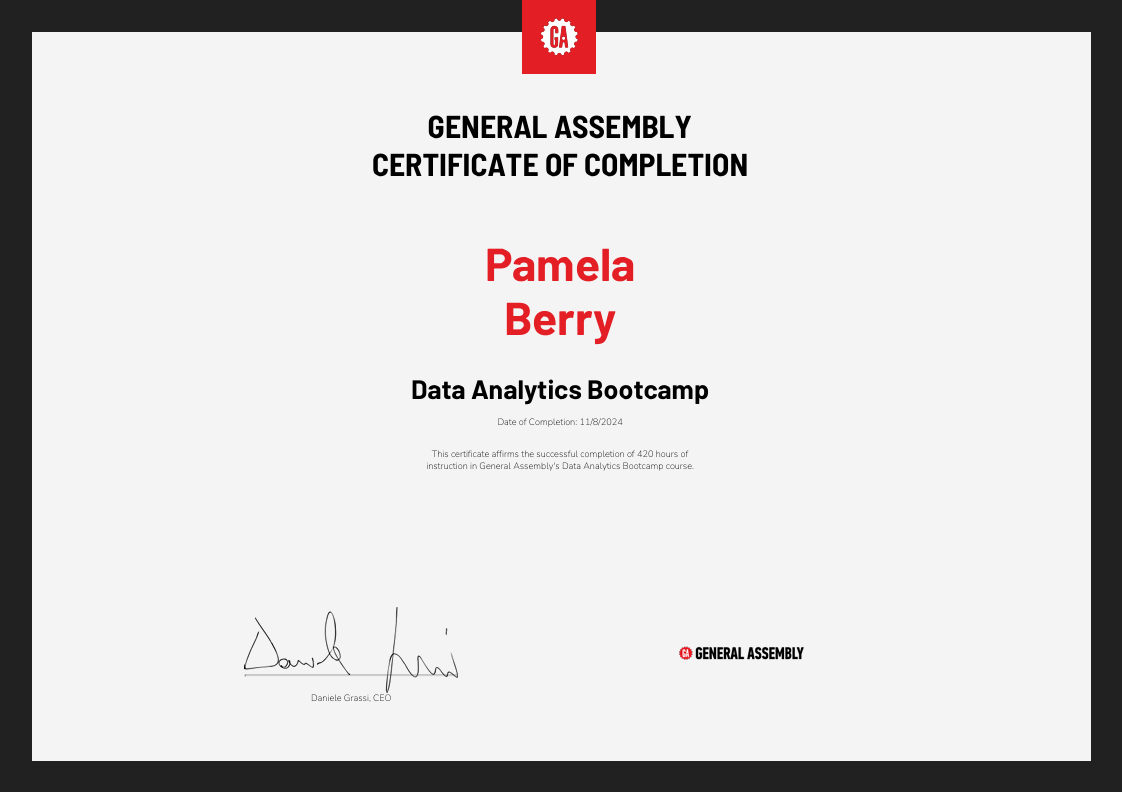 GA
GENERAL ASSEMBLY
CERTIFICATE OF COMPLETION
Pamela
Berry
Data Analytics Bootcamp
Date of Completion: 11/8/2024
This certificate affirms the successful completion of 420 hours of
instruction in General Assembly's Data Analytics Bootcamp course.
Daniele Grassi, CEO
GA GENERAL ASSEMBLY